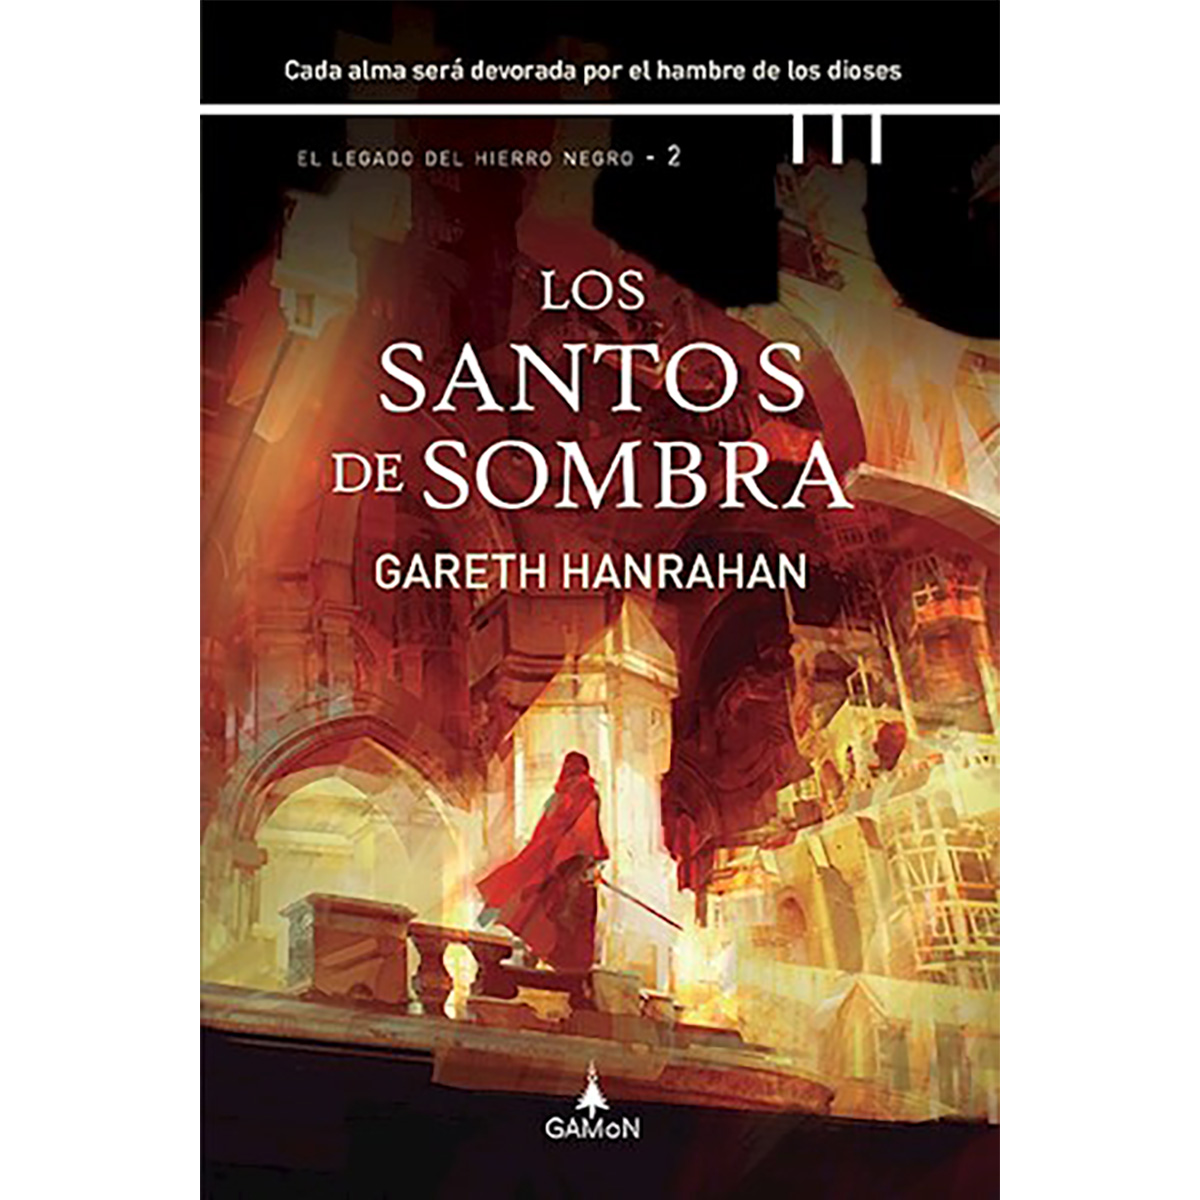 Cada alma será devorada por el hambre de los dioses
EL LEGADO DEL HIERRO NEGRO - 2
LOS
SANTOS
DE SOMBRA
GARETH HANRAHAN
GAMoN